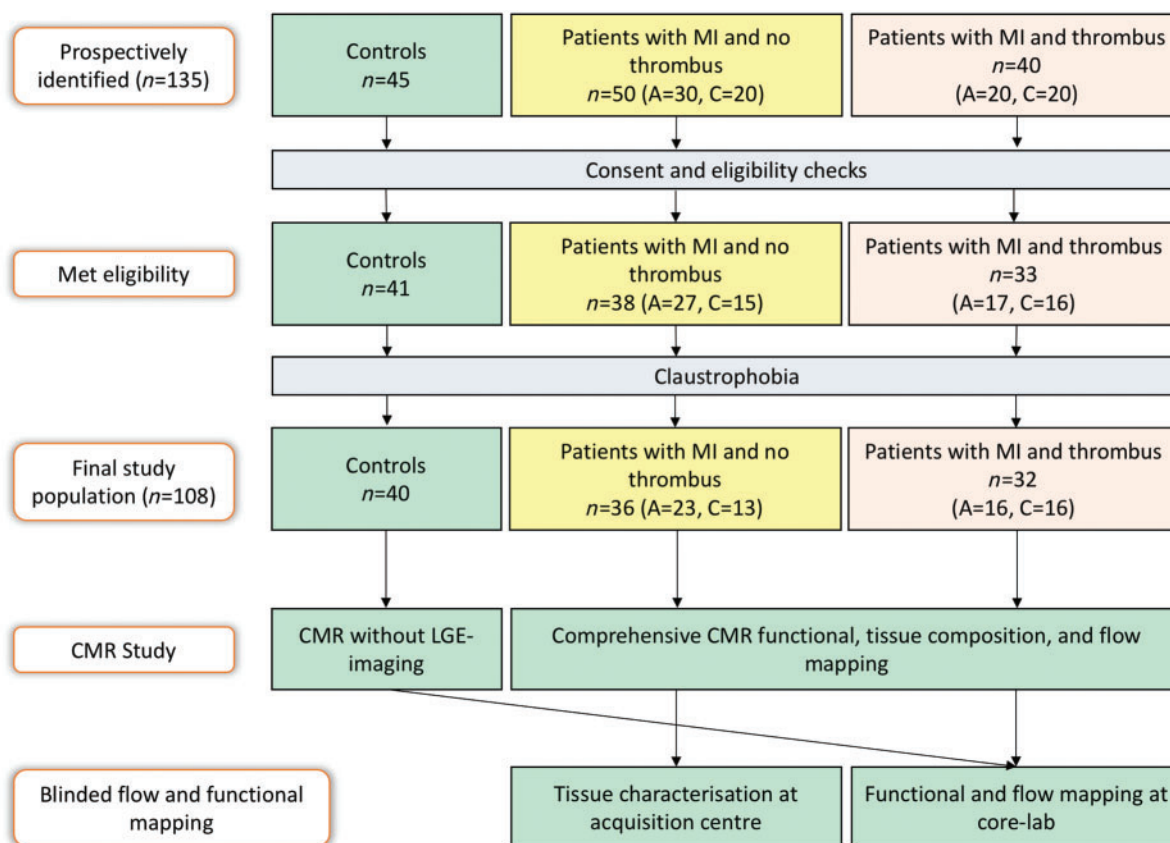 Prospectively
identified (n=135)
Controls
n=45
Patients with MI and no
thrombus
n=50 (A=30, C=20)
Patients with MI and thrombus
n=40
(A=20, C=20)
Consent and eligibility checks
Met eligibility
Controls
n=41
Patients with MI and no
thrombus
n=38 (A=27, C=15)
Patients with MI and thrombus
n=33
(A=17, C=16)
Claustrophobia
Final study
population (n=108)
Controls
n=40
Patients with MI and no
thrombus
n=36 (A=23, C=13)
Patients with MI and thrombus
n=32
(A=16, C=16)
CMR Study
CMR without LGE-
imaging
Comprehensive CMR functional, tissue composition, and flow
mapping
Blinded flow and functional
mapping
Tissue characterisation at
acquisition centre
Functional and flow mapping at
core-lab